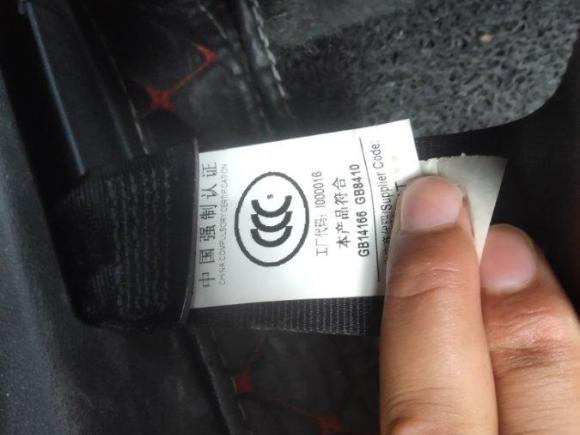 中国强制认证
CHINA COMPULSORY CERTIFICATION
CCC
工厂代码: I000016
本产品符合
GB14166 GB8410
Supplier Code: